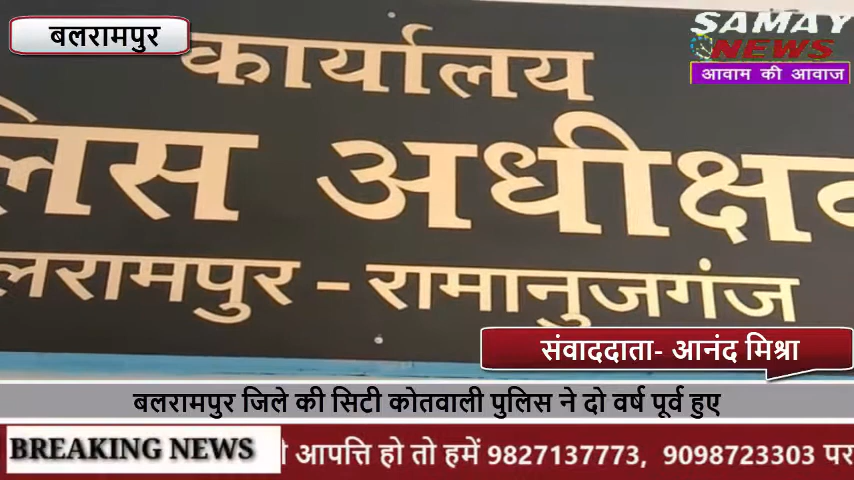 बलरामपुर
SAMAY
NEWS
आवाम की आवाज
कार्यालय
लिस अधीक्षक
लरामपुर - रामानुजगंज
संवाददाता- आनंद मिश्रा
बलरामपुर जिले की सिटी कोतवाली पुलिस ने दो वर्ष पूर्व हुए
BREAKING NEWS
आपत्ति हो तो हमें 9827137773, 9098723303 पर